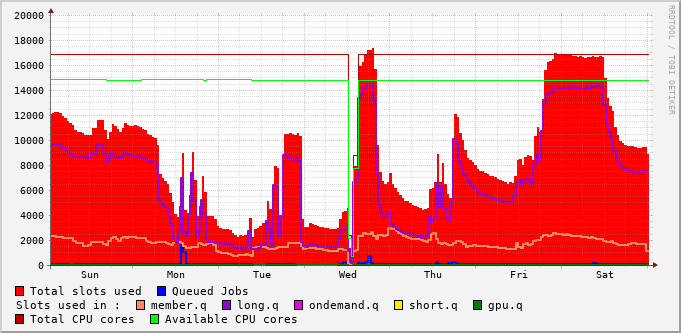 20000
18000
16000
14000
12000
10000
8000
6000
4000
2000
0
Sun Mon Tue Wed Thu Fri Sat
RRDTOOL / TOBI OETIKER
Total slots used Queued Jobs
Slots used in : member.q long.q ondemand.q short.q gpu.q
Total CPU cores Available CPU cores